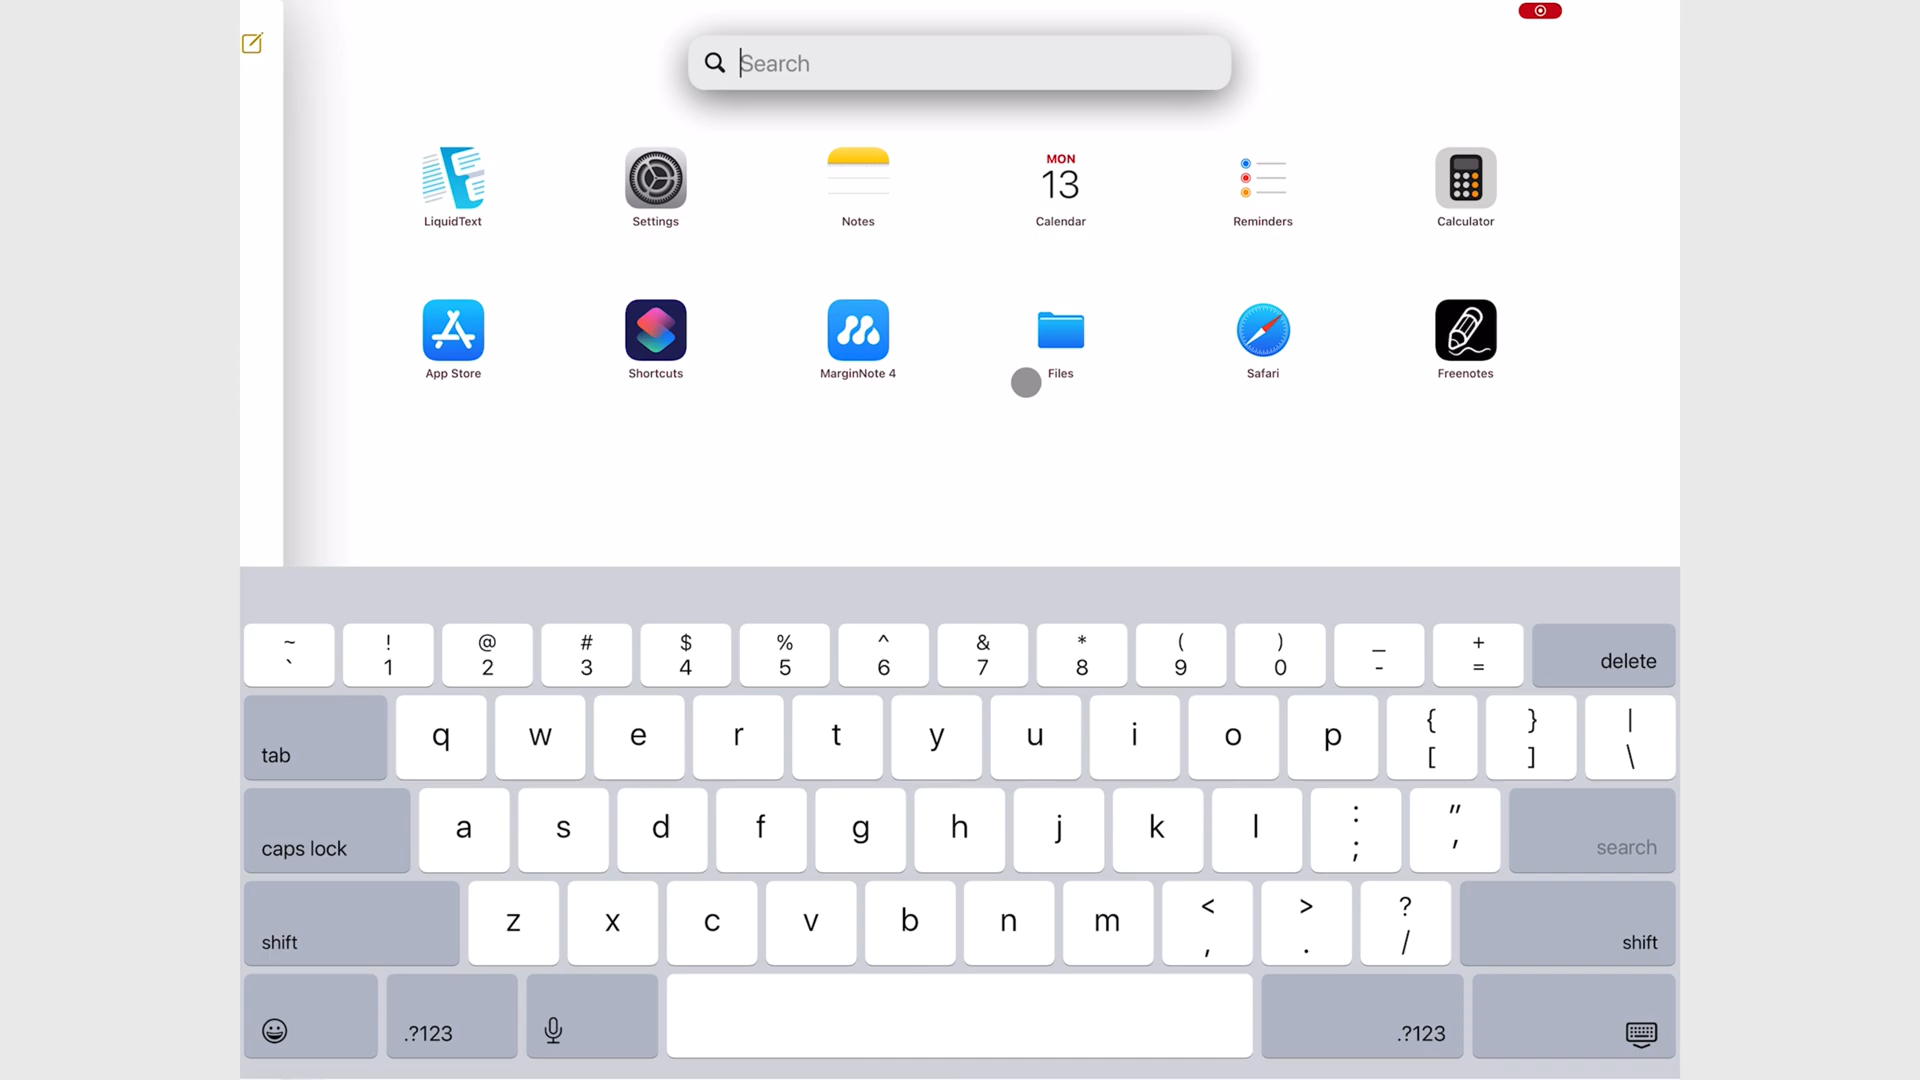 Search
MON
13
LiquidText
Settings
Notes
Calendar
Reminders
Calculator
App Store
Shortcuts
MarginNote 4
Files
Safari
Freenotes
~ ! @ # $ % ^ & * ( ) _ +
` 1 2 3 4 5 6 7 8 9 0 - = delete
tab q w e r t y u i o p { [ } ] | \
caps lock a s d f g h j k l : ; " ' search
shift z x c v b n m < , > . ? / shift
.?123 .?123